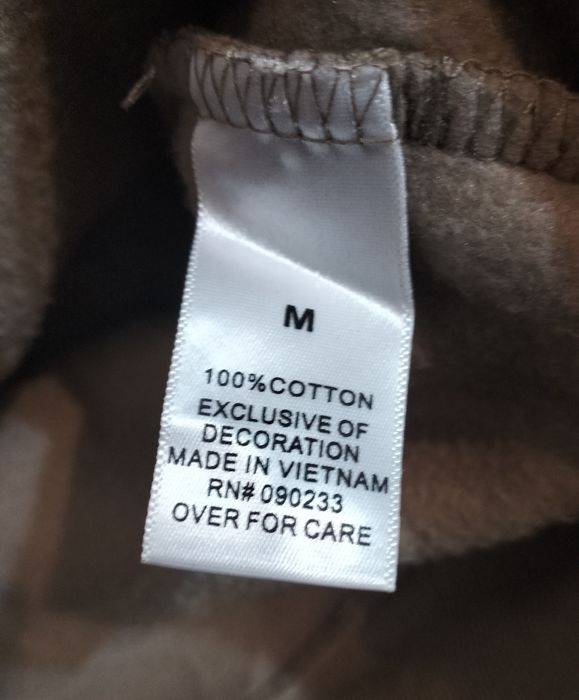 M
100%COTTON
EXCLUSIVE OF
DECORATION
MADE IN VIETNAM
RN# 090233
OVER FOR CARE